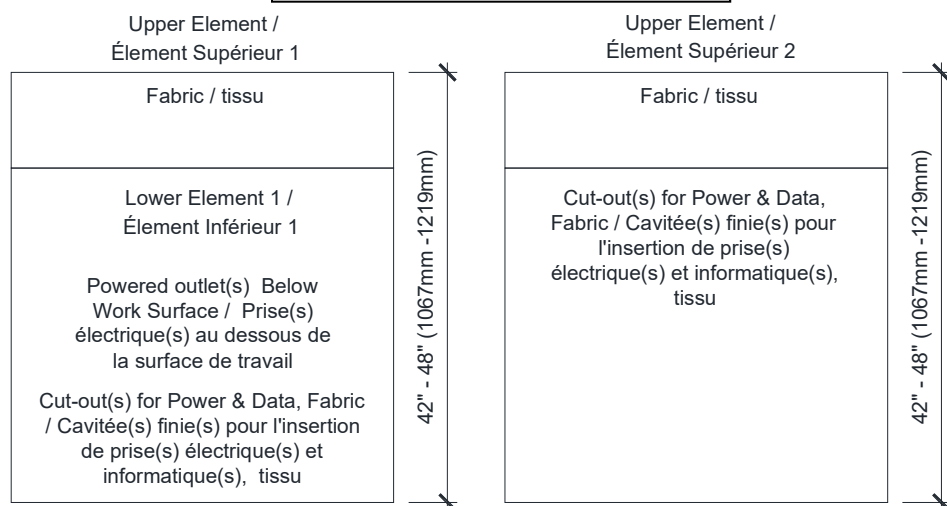 Upper Element /
Élement Supérieur 1
Fabric / tissu
Lower Element 1 /
Élement Inférieur 1
Powered outlet(s)  Below
Work Surface /  Prise(s)
électrique(s) au dessous de
la surface de travail
Cut-out(s) for Power & Data, Fabric
/ Cavitée(s) finie(s) pour l'insertion
de prise(s) électrique(s) et
informatique(s),  tissu
42" - 48" (1067mm -1219mm)
Upper Element /
Élement Supérieur 2
Fabric / tissu
Cut-out(s) for Power & Data,
Fabric / Cavitée(s) finie(s) pour
l'insertion de prise(s)
électrique(s) et informatique(s),
tissu
42" - 48" (1067mm -1219mm)